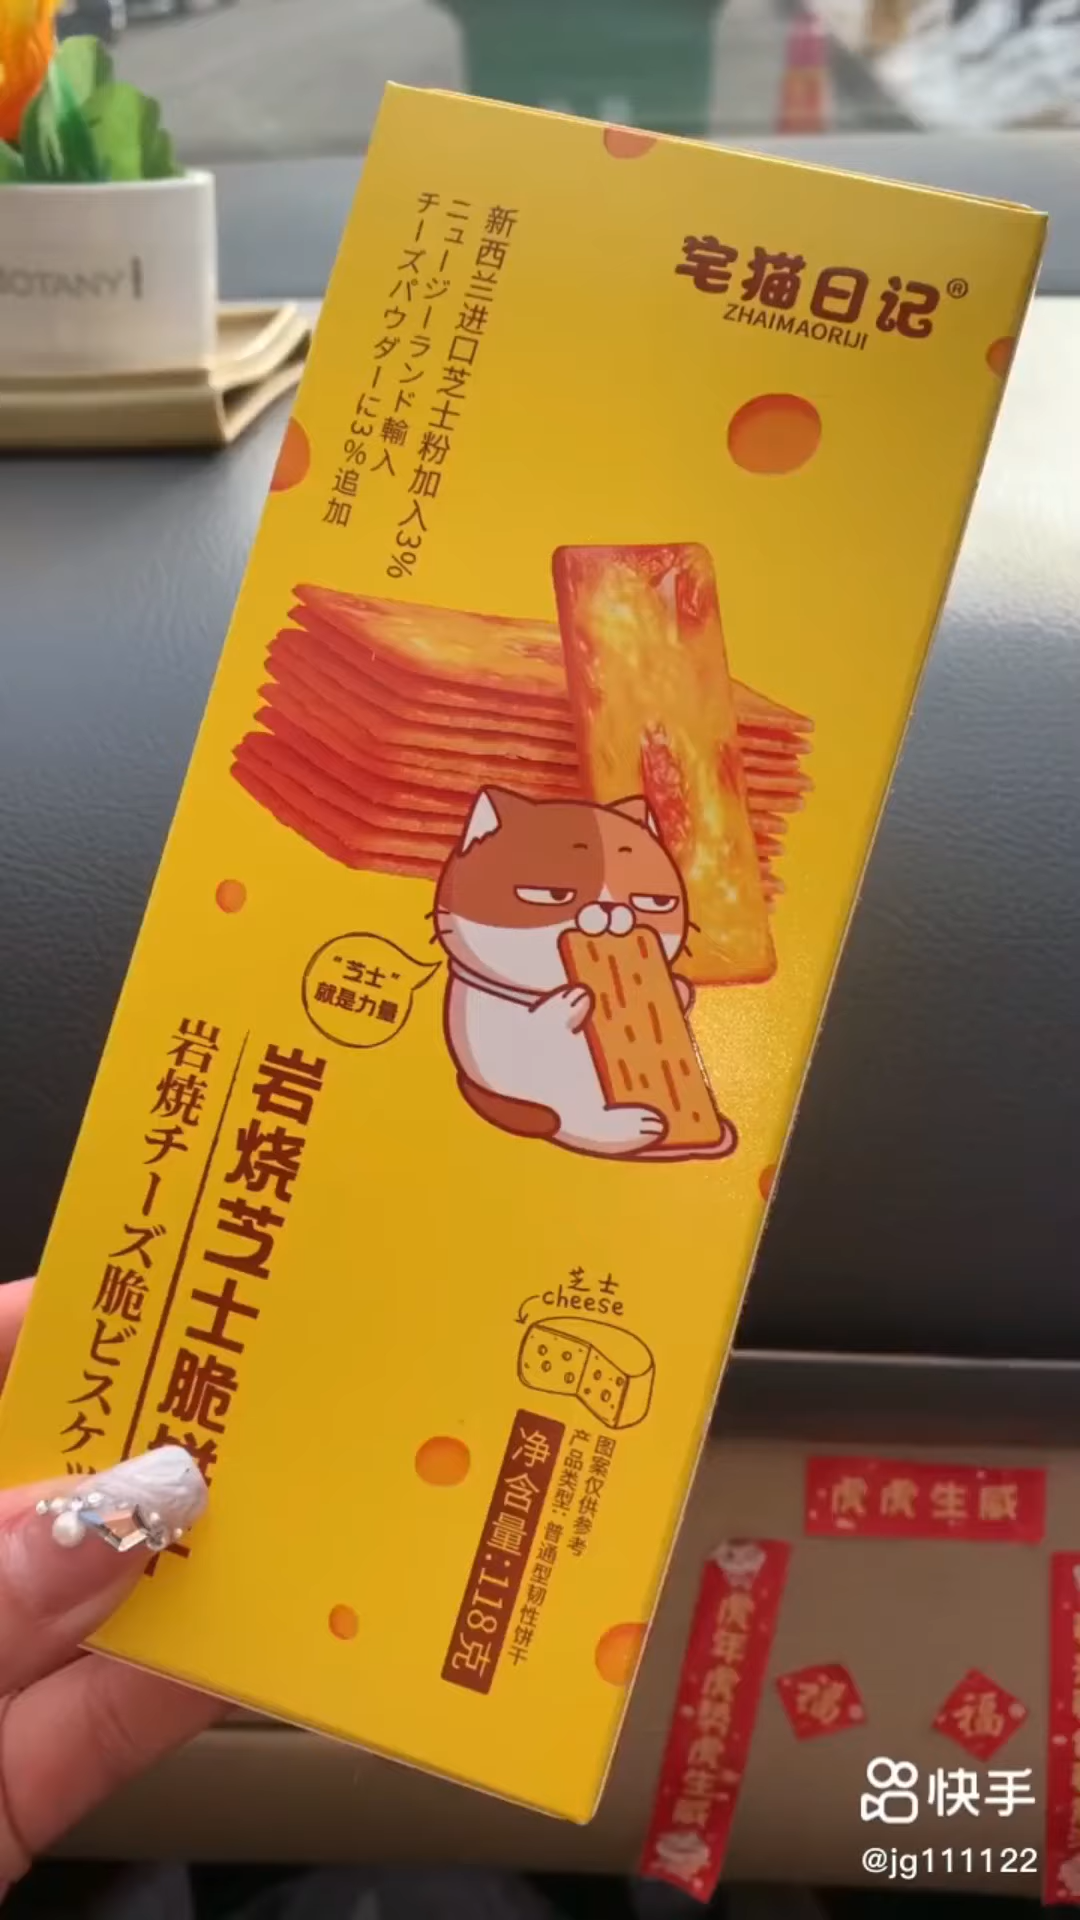 宅猫日记®
ZHAIMAORIJI
新西兰进口芝士粉加入3%
ニュージーランド輸入
チーズパウダーに3%追加
"芝士"
就是力量
岩烧芝士脆饼干
岩焼チーズ脆ビスケッ
芝士
cheese
图案仅供参考
产品类型：普通型韧性饼干
净含量:118克
BOTANY
虎虎生威
福
快手
@jg111122